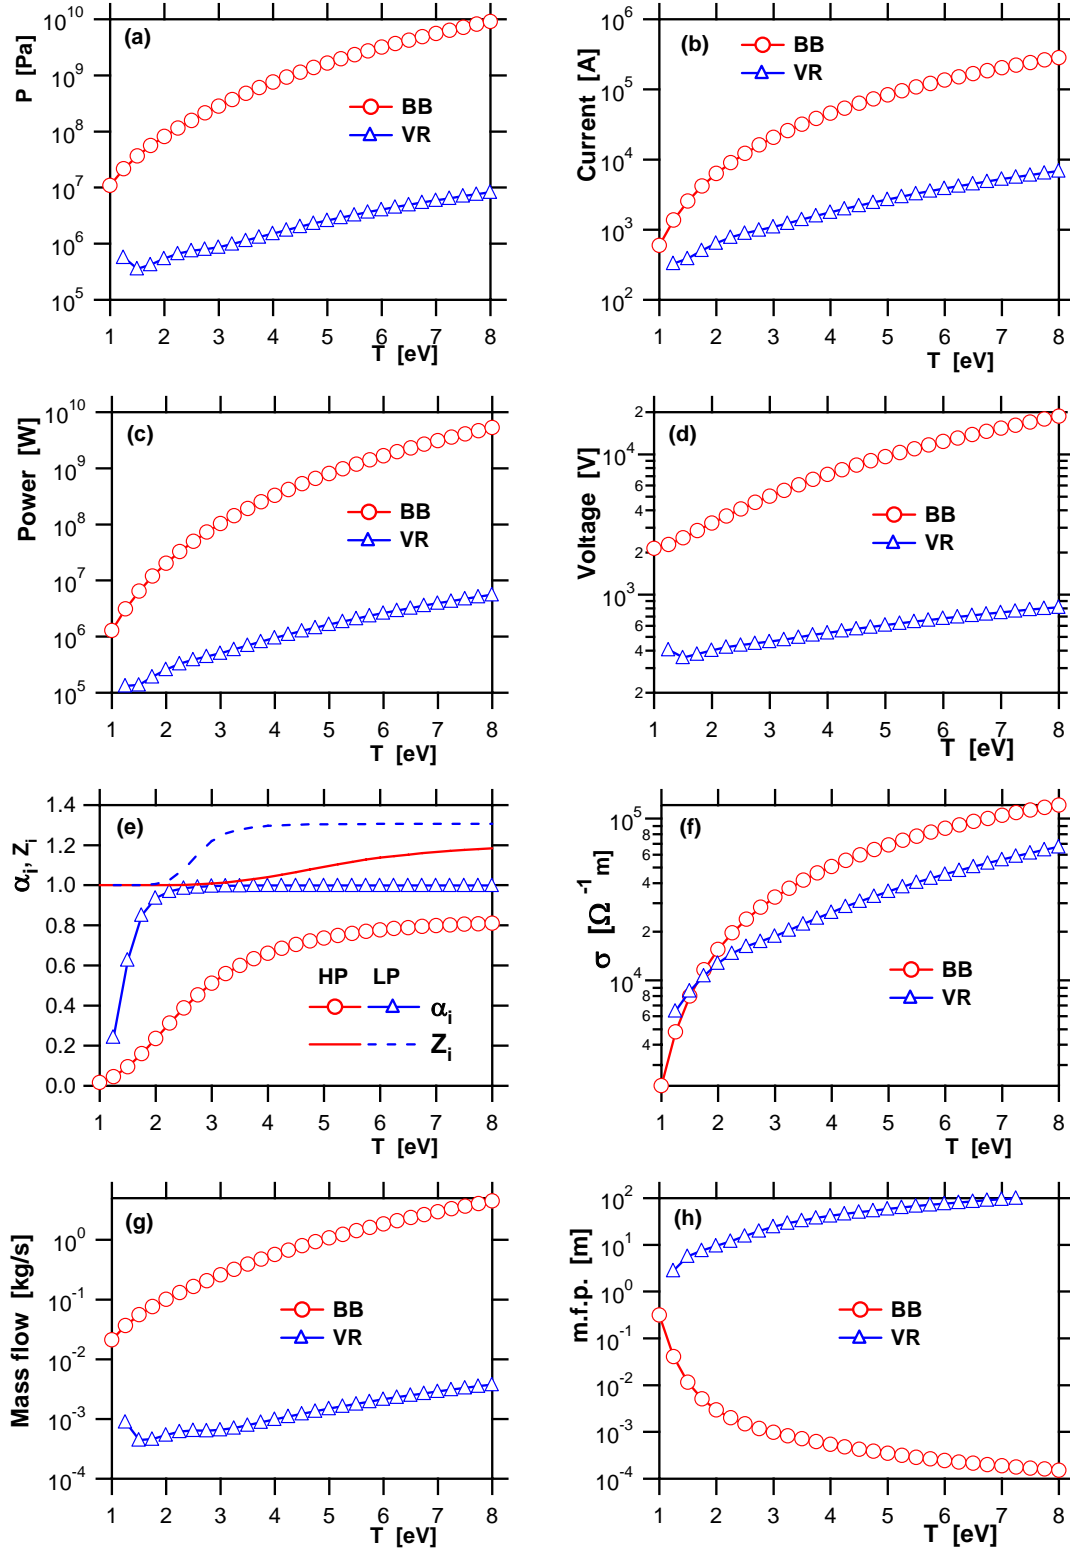 (a)
P [Pa]
10^10
10^9
10^8
10^7
10^6
10^5
BB
VR
1 2 3 4 5 6 7 8
T [eV]
(b)
Current [A]
10^6
10^5
10^4
10^3
10^2
BB
VR
1 2 3 4 5 6 7 8
T [eV]
(c)
Power [W]
10^10
10^9
10^8
10^7
10^6
10^5
BB
VR
1 2 3 4 5 6 7 8
T [eV]
(d)
Voltage [V]
2
10^4
8
6
4
2
10^3
8
6
4
2
BB
VR
1 2 3 4 5 6 7 8
T [eV]
(e)
α_i, Z_i
1.4
1.2
1.0
0.8
0.6
0.4
0.2
0.0
HP LP
α_i
Z_i
1 2 3 4 5 6 7 8
T [eV]
(f)
σ [Ω^-1 m]
10^5
8
6
4
2
10^4
8
6
4
BB
VR
1 2 3 4 5 6 7 8
T [eV]
(g)
Mass flow [kg/s]
10^0
10^-1
10^-2
10^-3
10^-4
BB
VR
1 2 3 4 5 6 7 8
T [eV]
(h)
m.f.p. [m]
10^2
10^1
10^0
10^-1
10^-2
10^-3
10^-4
BB
VR
1 2 3 4 5 6 7 8
T [eV]